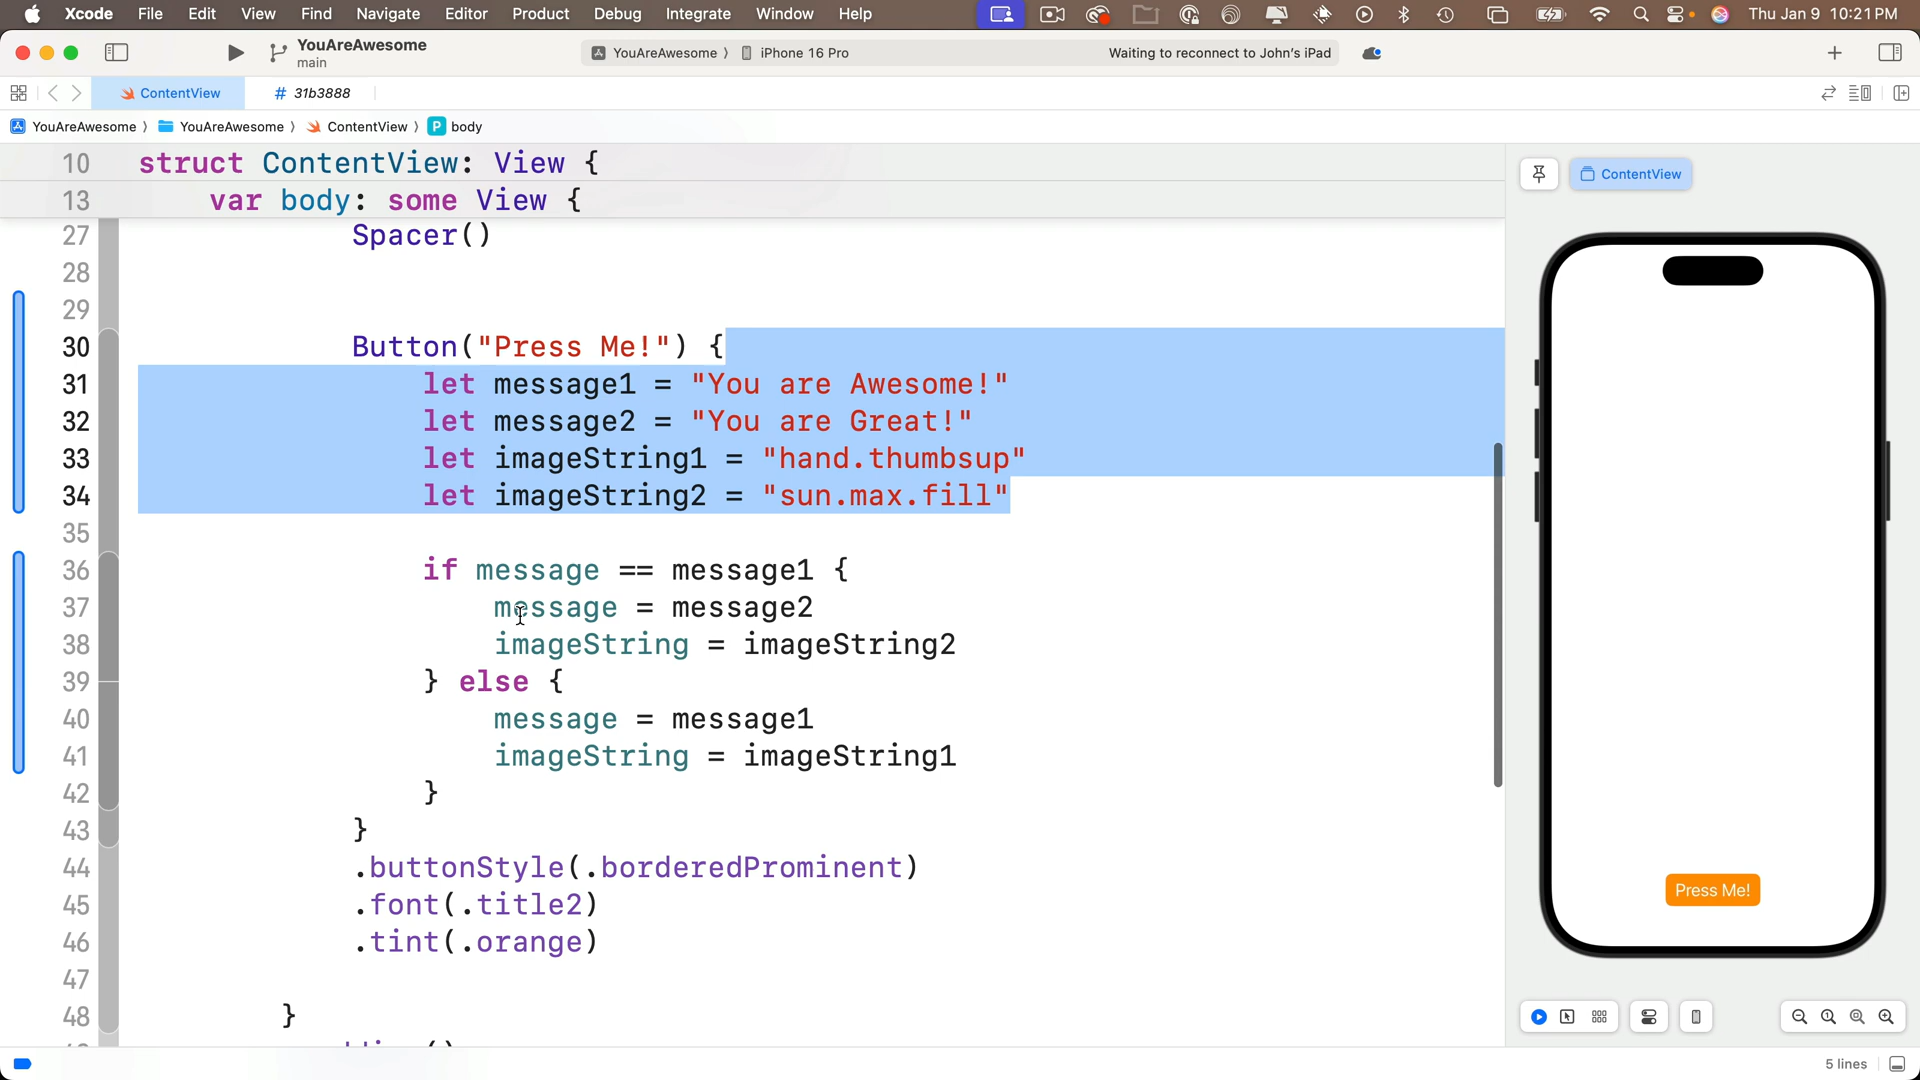 Xcode File Edit View Find Navigate Editor Product Debug Integrate Window Help Thu Jan 9 10:21 PM
YouAreAwesome
main
YouAreAwesome 〉 iPhone 16 Pro Waiting to reconnect to John's iPad
ContentView # 31b3888
YouAreAwesome 〉 YouAreAwesome 〉 ContentView 〉 P body
10 struct ContentView: View {
13 var body: some View {
27 Spacer()
28
29
30 Button("Press Me!") {
31 let message1 = "You are Awesome!"
32 let message2 = "You are Great!"
33 let imageString1 = "hand.thumbsup"
34 let imageString2 = "sun.max.fill"
35
36 if message == message1 {
37 message = message2
38 imageString = imageString2
39 } else {
40 message = message1
41 imageString = imageString1
42 }
43 }
44 .buttonStyle(.borderedProminent)
45 .font(.title2)
46 .tint(.orange)
47
48 }
ContentView
Press Me!
5 lines